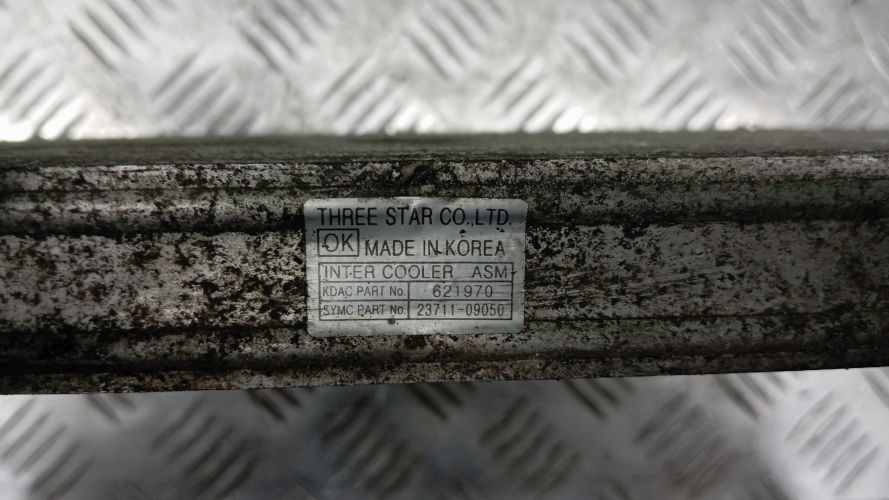 THREE STAR CO.,LTD.
OK MADE IN KOREA
INTER COOLER ASM
KDAC PART No. 621970
SYMC PART No. 23711-09050